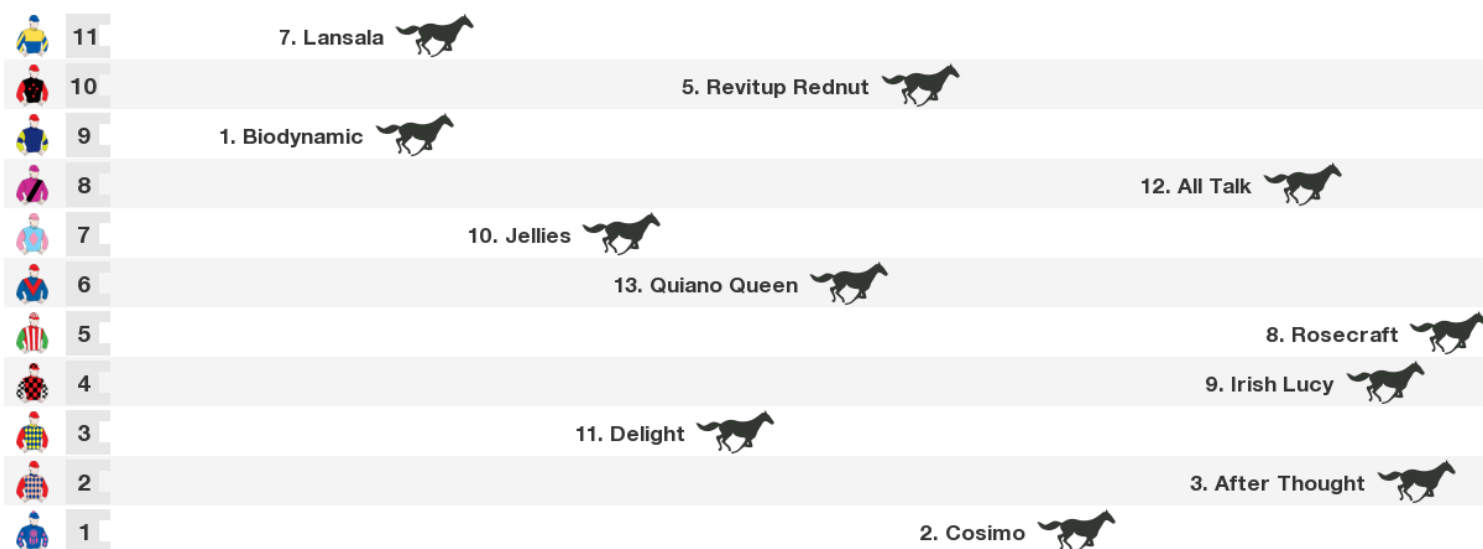 11 7. Lansala
10 5. Revitup Rednut
9 1. Biodynamic
8 12. All Talk
7 10. Jellies
6 13. Quiano Queen
5 8. Rosecraft
4 9. Irish Lucy
3 11. Delight
2 3. After Thought
1 2. Cosimo